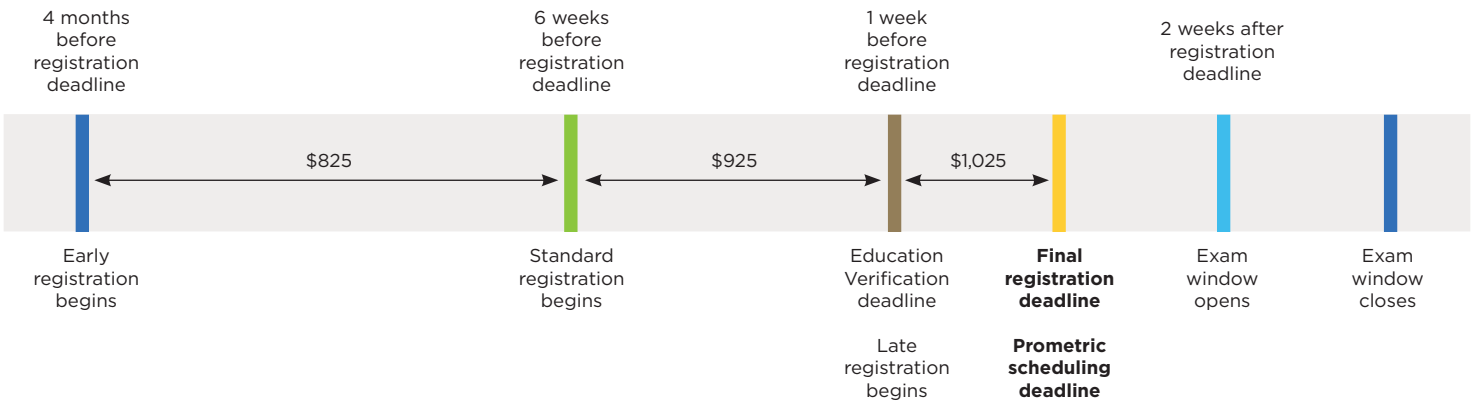 4 months
before
registration
deadline
6 weeks
before
registration
deadline
1 week
before
registration
deadline
2 weeks after
registration
deadline
$825
$925
$1,025
Early
registration
begins
Standard
registration
begins
Education
Verification
deadline
Late
registration
begins
Final
registration
deadline
Prometric
scheduling
deadline
Exam
window
opens
Exam
window
closes